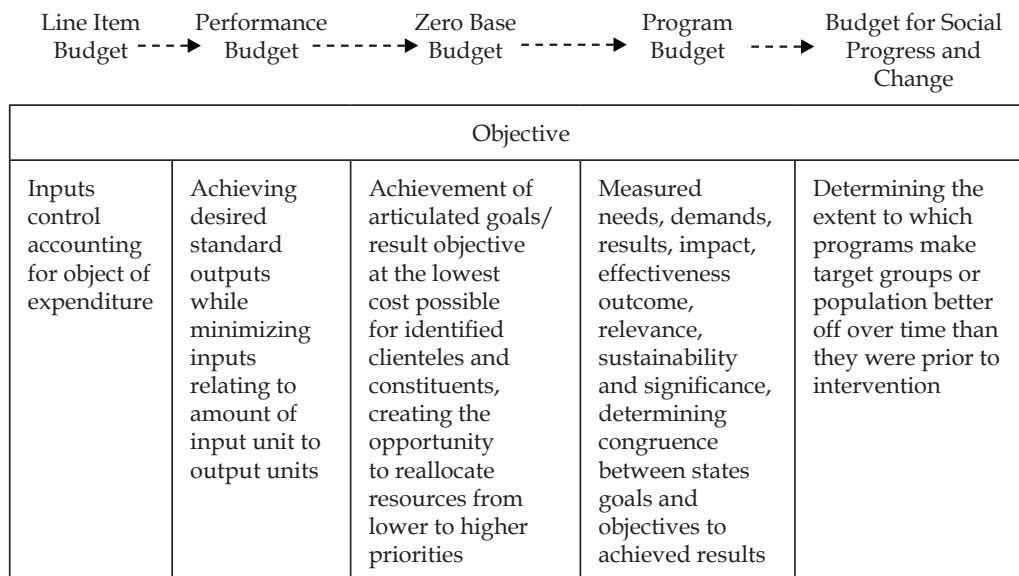 Line Item
Budget
Performance
Budget
Zero Base
Budget
Program
Budget
Budget for Social
Progress and
Change
Objective
Inputs
control
accounting
for object of
expenditure
Achieving
desired
standard
outputs
while
minimizing
inputs
relating to
amount of
input unit to
output units
Achievement of
articulated goals/
result objective
at the lowest
cost possible
for identified
clienteles and
constituents,
creating the
opportunity
to reallocate
resources from
lower to higher
priorities
Measured
needs, demands,
results, impact,
effectiveness
outcome,
relevance,
sustainability
and significance,
determining
congruence
between states
goals and
objectives to
achieved results
Determining the
extent to which
programs make
target groups or
population better
off over time than
they were prior to
intervention